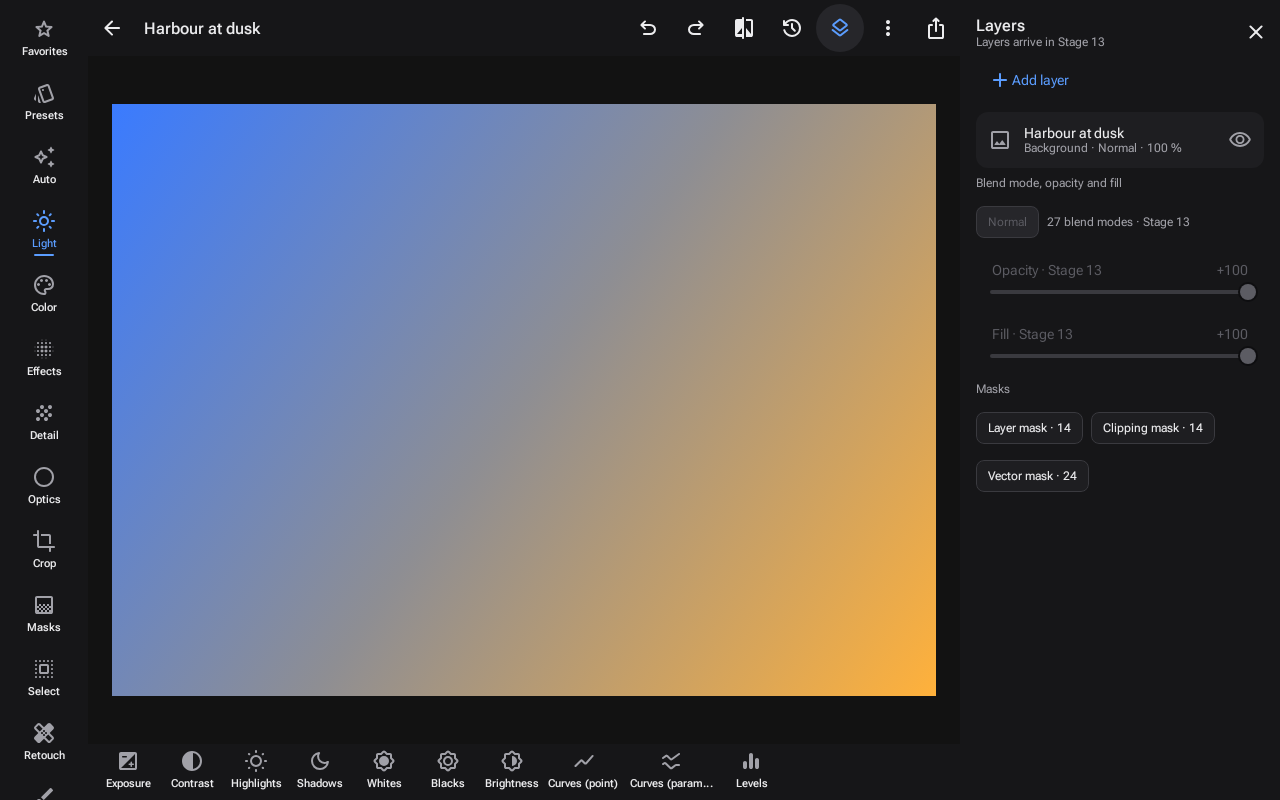 Harbour at dusk
Favorites
Presets
Auto
Light
Color
Effects
Detail
Optics
Crop
Masks
Select
Retouch
Layers
Layers arrive in Stage 13
Add layer
Harbour at dusk
Background · Normal · 100 %
Blend mode, opacity and fill
Normal
27 blend modes · Stage 13
Opacity · Stage 13 +100
Fill · Stage 13 +100
Masks
Layer mask · 14
Clipping mask · 14
Vector mask · 24
Exposure
Contrast
Highlights
Shadows
Whites
Blacks
Brightness
Curves (point)
Curves (param...
Levels